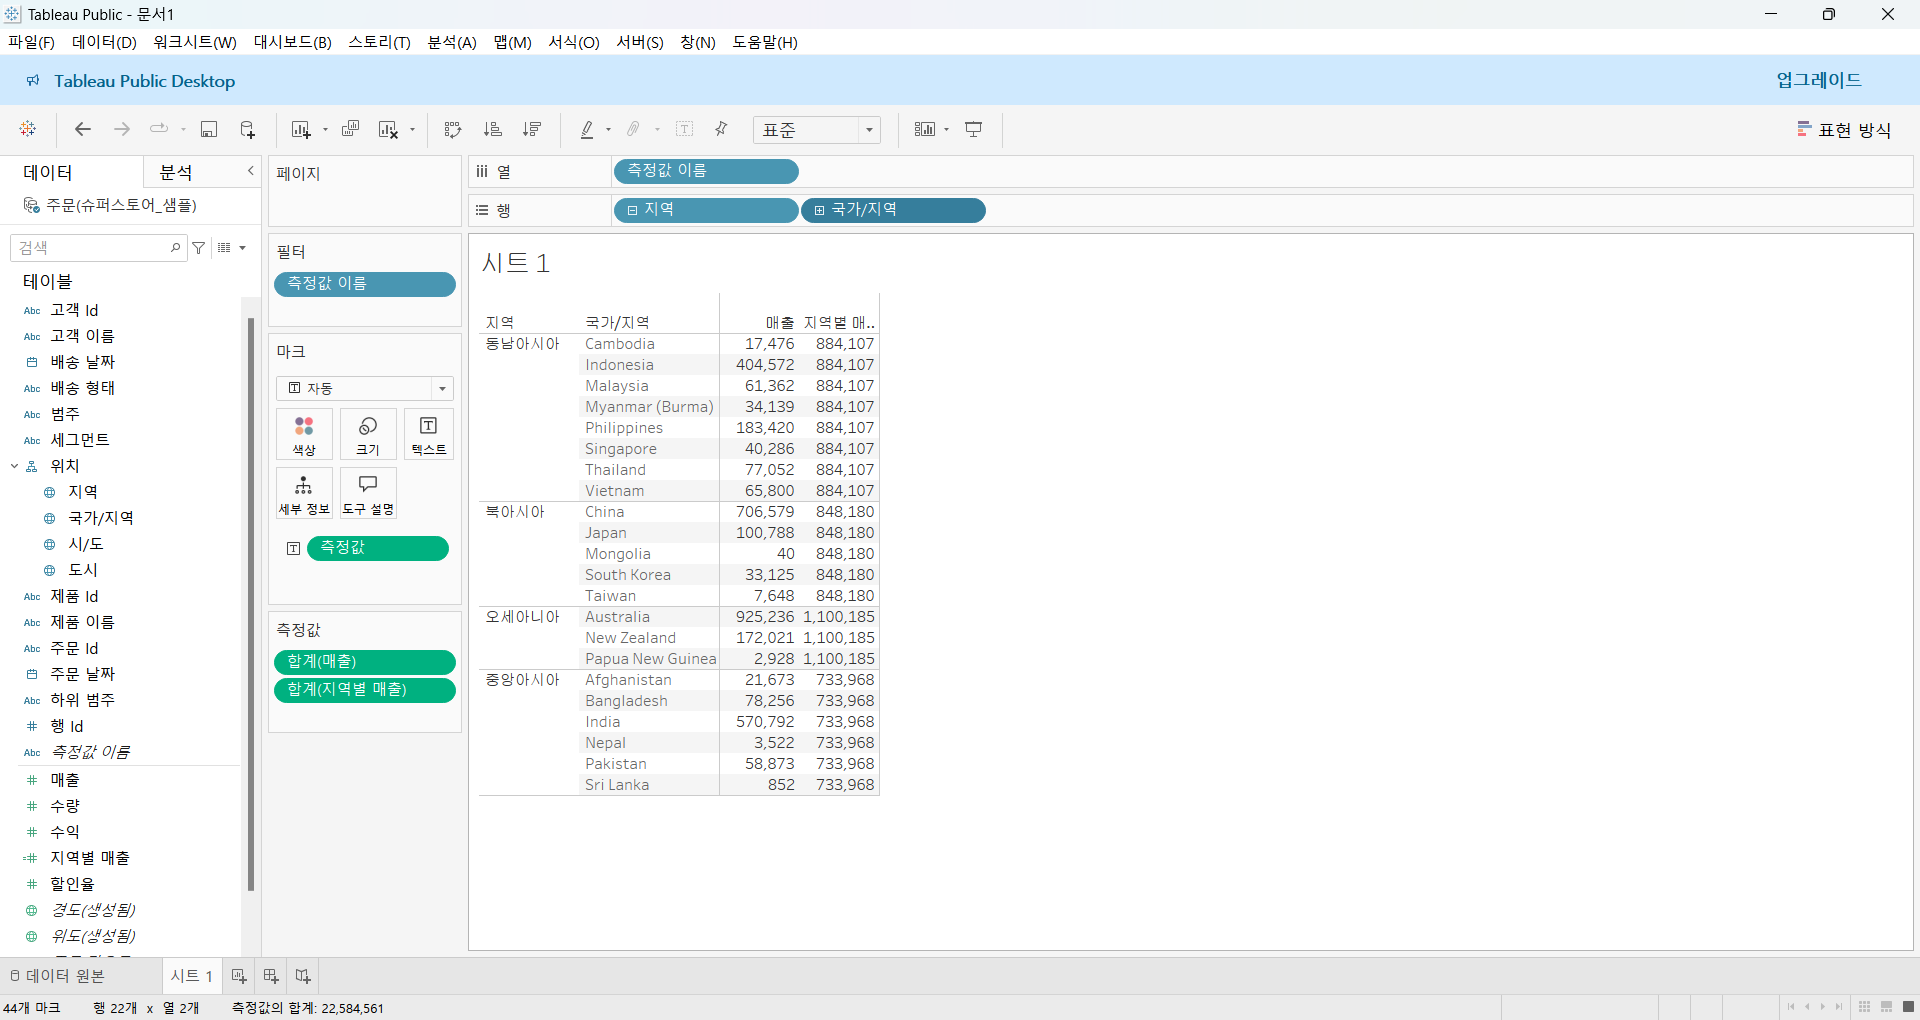 Tableau Public - 문서1
파일(F) 데이터(D) 워크시트(W) 대시보드(B) 스토리(T) 분석(A) 맵(M) 서식(O) 서버(S) 창(N) 도움말(H)
Tableau Public Desktop 업그레이드
표준 표현 방식
데이터 분석
주문(슈퍼스토어_샘플)
검색
테이블
Abc 고객 Id
Abc 고객 이름
배송 날짜
Abc 배송 형태
Abc 범주
Abc 세그먼트
위치
지역
국가/지역
시/도
도시
Abc 제품 Id
Abc 제품 이름
Abc 주문 Id
주문 날짜
Abc 하위 범주
# 행 Id
Abc 측정값 이름
# 매출
# 수량
# 수익
=# 지역별 매출
# 할인율
경도(생성됨)
위도(생성됨)
페이지
필터
측정값 이름
마크
자동
색상 크기 텍스트
세부 정보 도구 설명
측정값
측정값
합계(매출)
합계(지역별 매출)
열 측정값 이름
행 지역 국가/지역
시트 1
지역 국가/지역 매출 지역별 매..
동남아시아 Cambodia 17,476 884,107
Indonesia 404,572 884,107
Malaysia 61,362 884,107
Myanmar (Burma) 34,139 884,107
Philippines 183,420 884,107
Singapore 40,286 884,107
Thailand 77,052 884,107
Vietnam 65,800 884,107
북아시아 China 706,579 848,180
Japan 100,788 848,180
Mongolia 40 848,180
South Korea 33,125 848,180
Taiwan 7,648 848,180
오세아니아 Australia 925,236 1,100,185
New Zealand 172,021 1,100,185
Papua New Guinea 2,928 1,100,185
중앙아시아 Afghanistan 21,673 733,968
Bangladesh 78,256 733,968
India 570,792 733,968
Nepal 3,522 733,968
Pakistan 58,873 733,968
Sri Lanka 852 733,968
데이터 원본 시트 1
44개 마크 행 22개 x 열 2개 측정값의 합계: 22,584,561